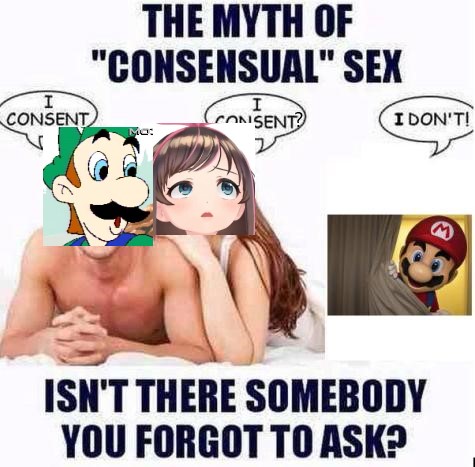 THE MYTH OF
"CONSENSUAL" SEX
I
CONSENT
I
CONSENT?
I DON'T!
M
ISN'T THERE SOMEBODY
YOU FORGOT TO ASK?